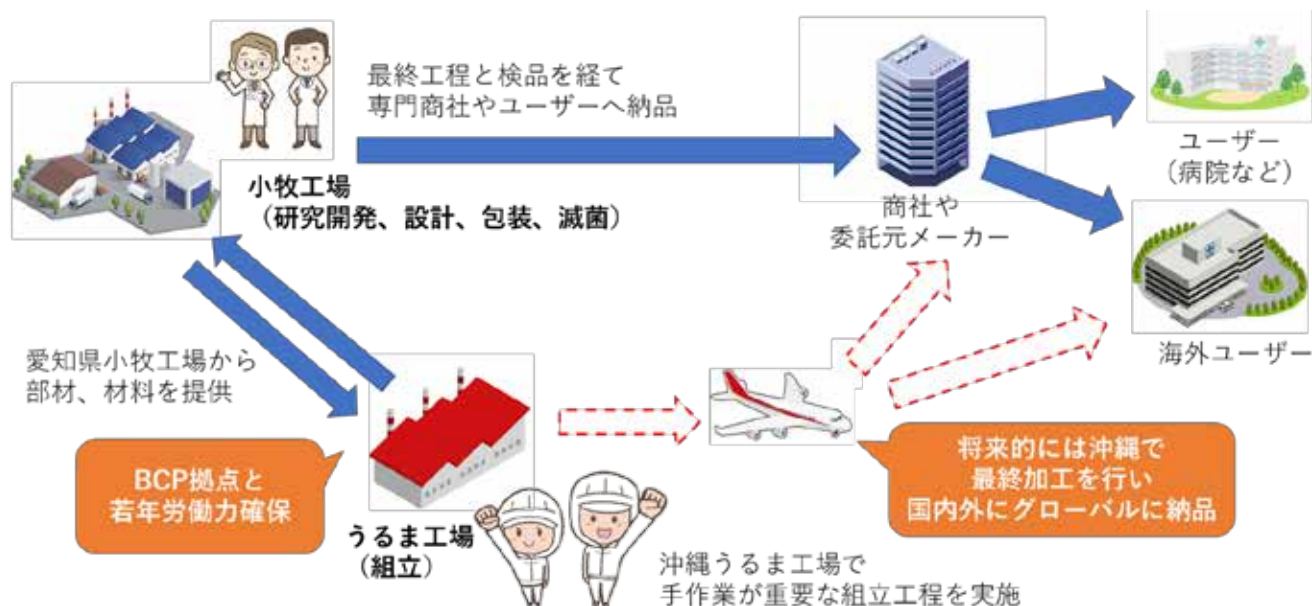 最終工程と検品を経て
専門商社やユーザーへ納品
小牧工場
（研究開発、設計、包装、滅菌）
商社や
委託元メーカー
ユーザー
（病院など）
海外ユーザー
愛知県小牧工場から
部材、材料を提供
BCP拠点と
若年労働力確保
うるま工場
（組立）
将来的には沖縄で
最終加工を行い
国内外にグローバルに納品
沖縄うるま工場で
手作業が重要な組立工程を実施